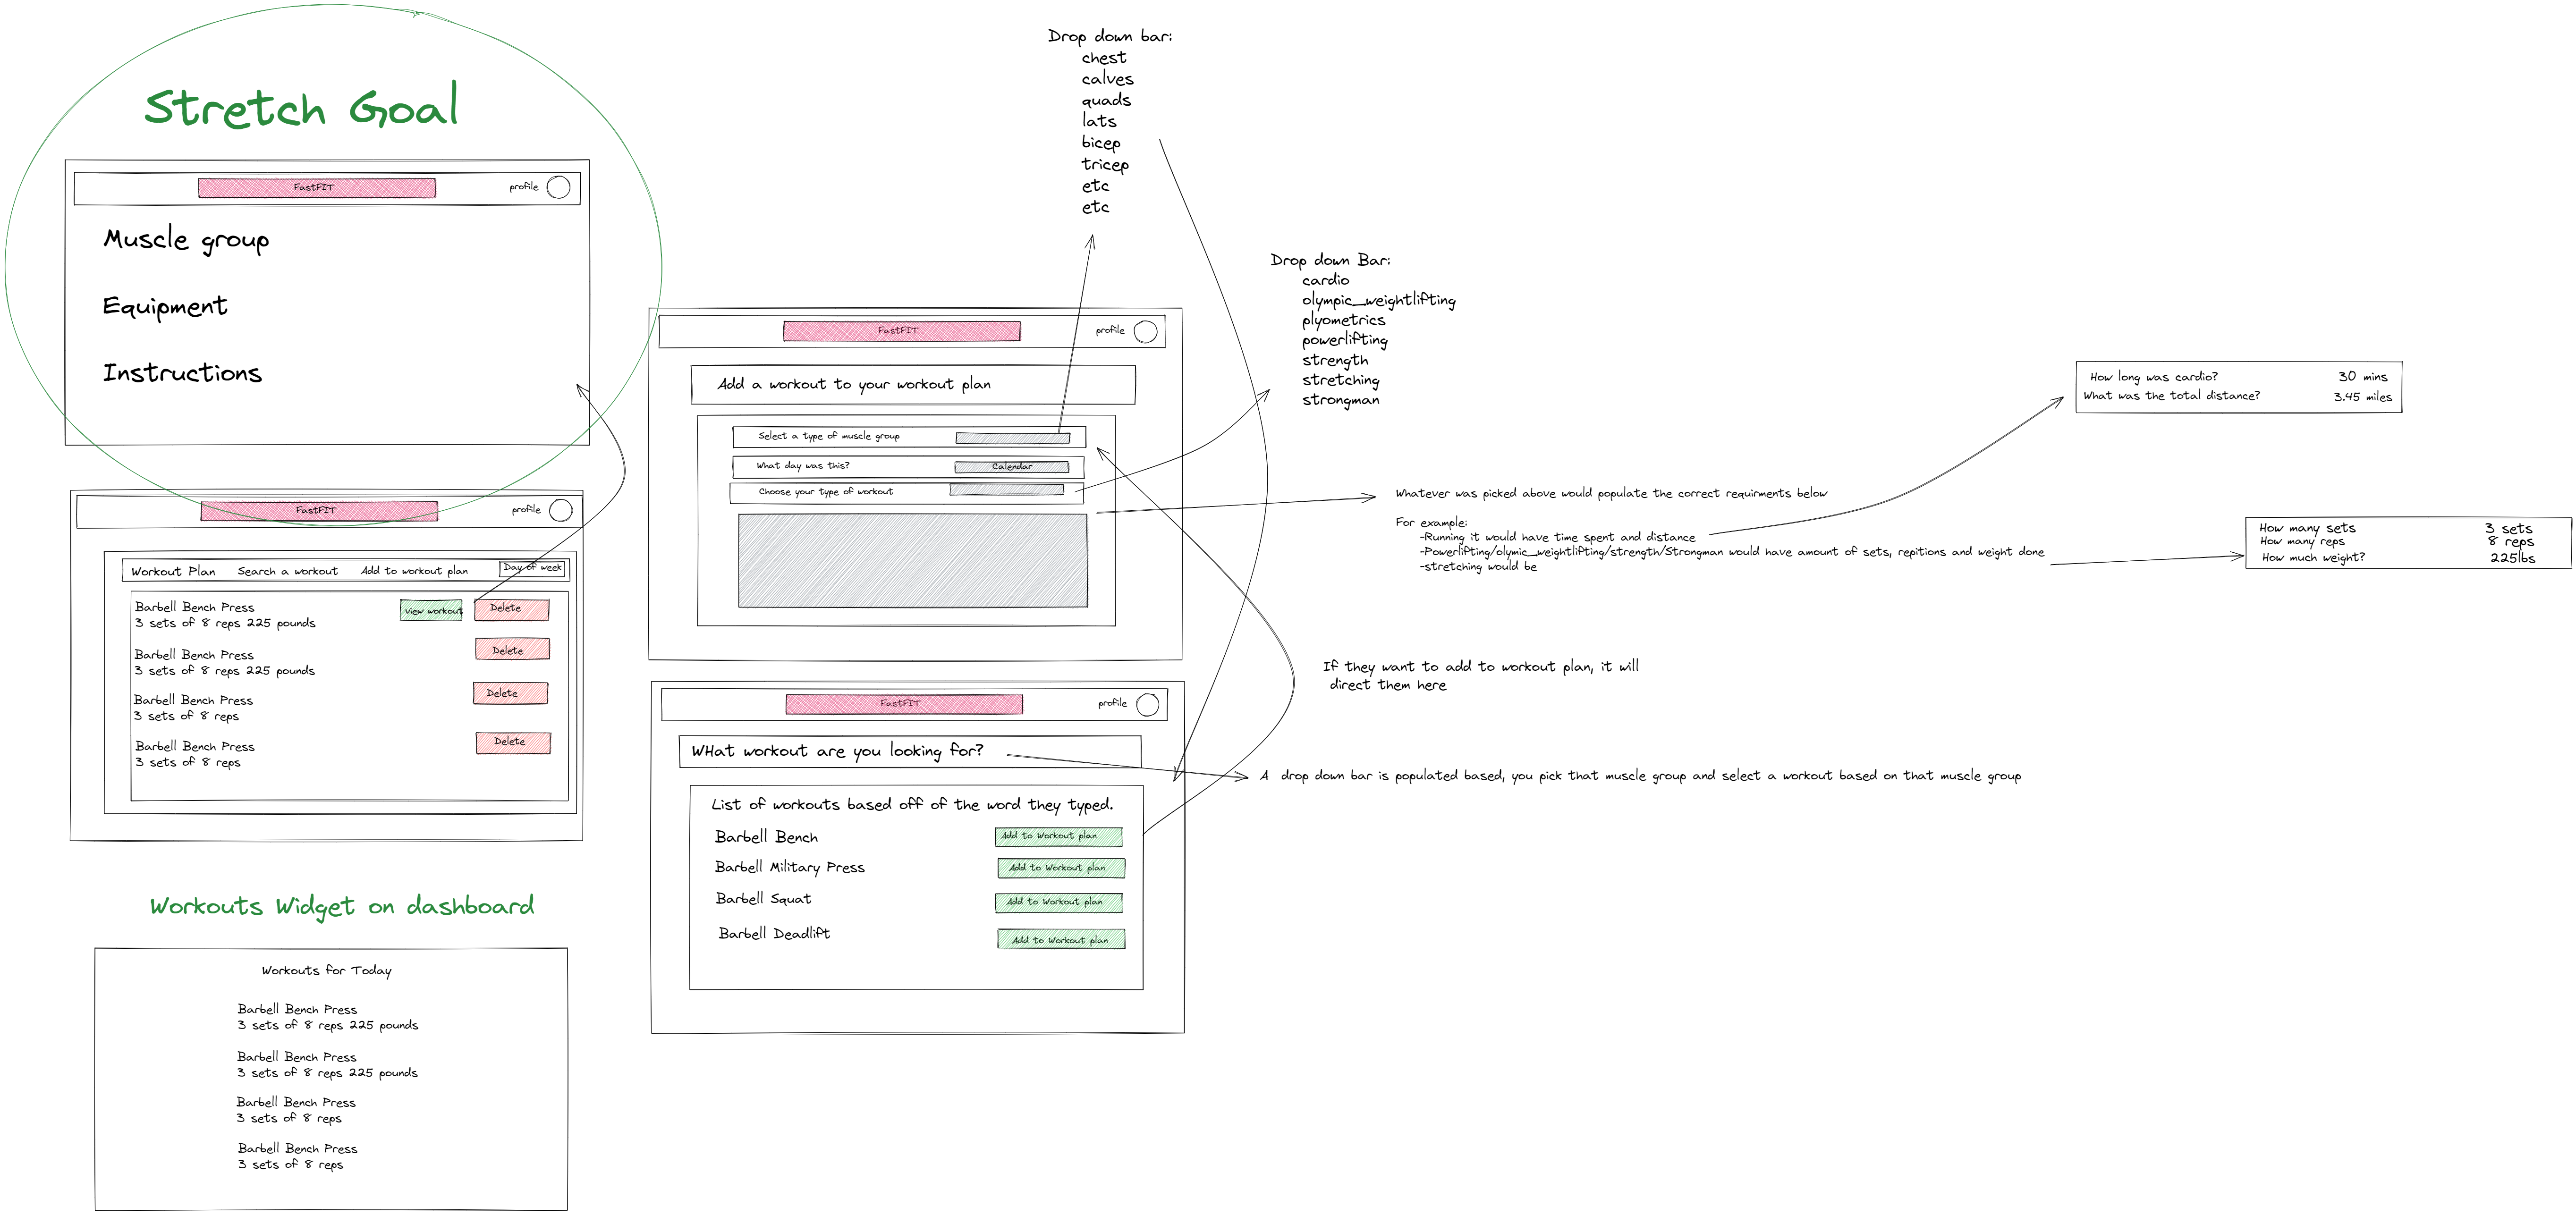 Stretch Goal
FastFIT
profile
Muscle group
Equipment
Instructions
FastFIT
profile
Workout Plan
Search a workout
Add to workout plan
Day of week
Barbell Bench Press
3 sets of 8 reps 225 pounds
view workout
Delete
Barbell Bench Press
3 sets of 8 reps 225 pounds
Delete
Barbell Bench Press
3 sets of 8 reps
Delete
Barbell Bench Press
3 sets of 8 reps
Delete
Workouts Widget on dashboard
Workouts for Today
Barbell Bench Press
3 sets of 8 reps 225 pounds
Barbell Bench Press
3 sets of 8 reps 225 pounds
Barbell Bench Press
3 sets of 8 reps
Barbell Bench Press
3 sets of 8 reps
Drop down bar:
chest
calves
quads
lats
bicep
tricep
etc
etc
FastFIT
profile
Add a workout to your workout plan
Select a type of muscle group
What day was this?
Calendar
Choose your type of workout
Drop down Bar:
cardio
olympic_weightlifting
plyometrics
powerlifting
strength
stretching
strongman
Whatever was picked above would populate the correct requirments below
For example:
-Running it would have time spent and distance
-Powerlifting/olymic_weightlifting/strength/Strongman would have amount of sets, repitions and weight done
-stretching would be
How long was cardio? 30 mins
What was the total distance? 3.45 miles
How many sets 3 sets
How many reps 8 reps
How much weight? 225lbs
If they want to add to workout plan, it will
direct them here
FastFIT
profile
WHat workout are you looking for?
A drop down bar is populated based, you pick that muscle group and select a workout based on that muscle group
List of workouts based off of the word they typed.
Barbell Bench
Add to Workout plan
Barbell Military Press
Add to Workout plan
Barbell Squat
Add to Workout plan
Barbell Deadlift
Add to Workout plan